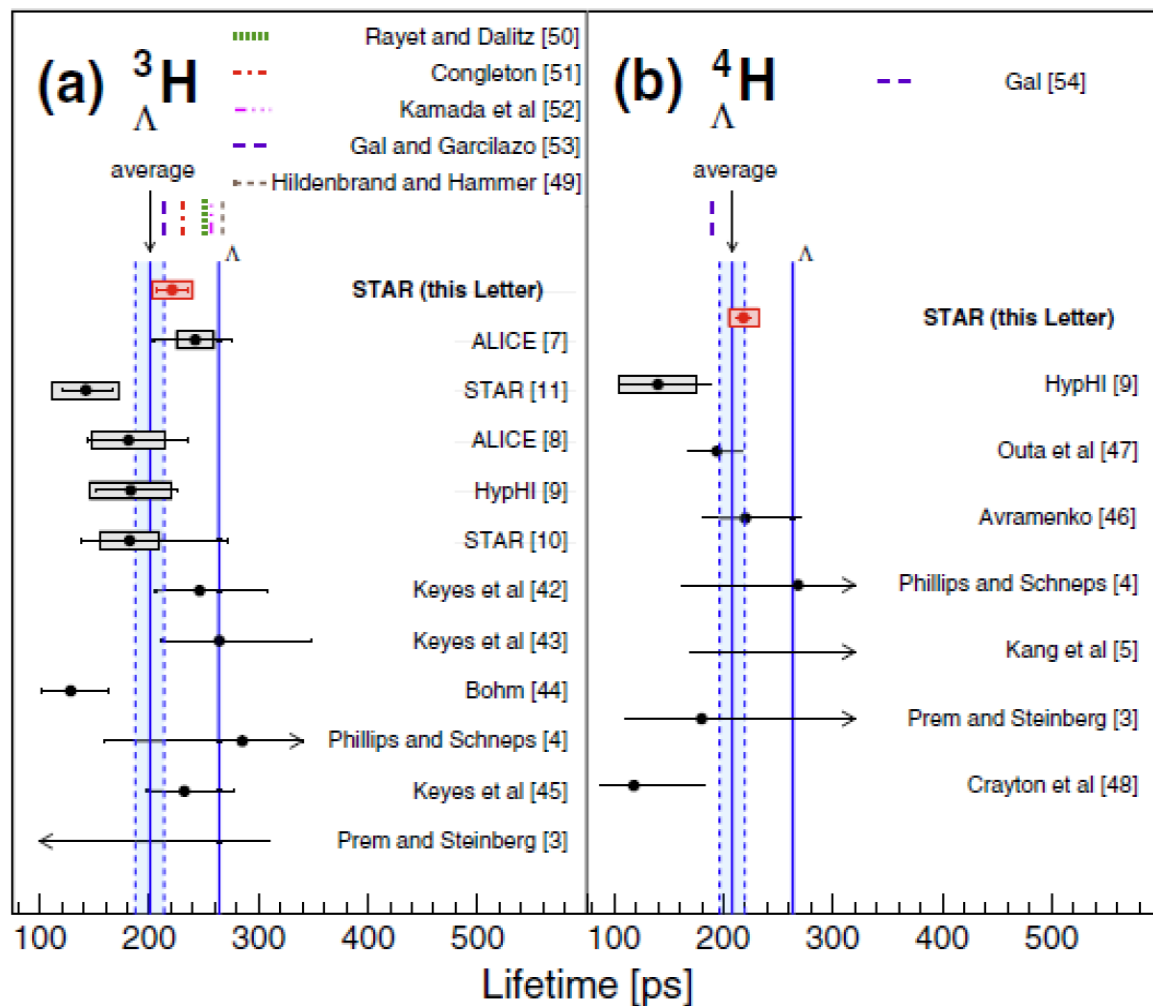 (a) ³H
Λ
Rayet and Dalitz [50]
Congleton [51]
Kamada et al [52]
Gal and Garcilazo [53]
Hildenbrand and Hammer [49]
average
Λ
STAR (this Letter)
ALICE [7]
STAR [11]
ALICE [8]
HypHI [9]
STAR [10]
Keyes et al [42]
Keyes et al [43]
Bohm [44]
Phillips and Schneps [4]
Keyes et al [45]
Prem and Steinberg [3]
100 200 300 400 500
(b) ⁴H
Λ
Gal [54]
average
Λ
STAR (this Letter)
HypHI [9]
Outa et al [47]
Avramenko [46]
Phillips and Schneps [4]
Kang et al [5]
Prem and Steinberg [3]
Crayton et al [48]
100 200 300 400 500
Lifetime [ps]